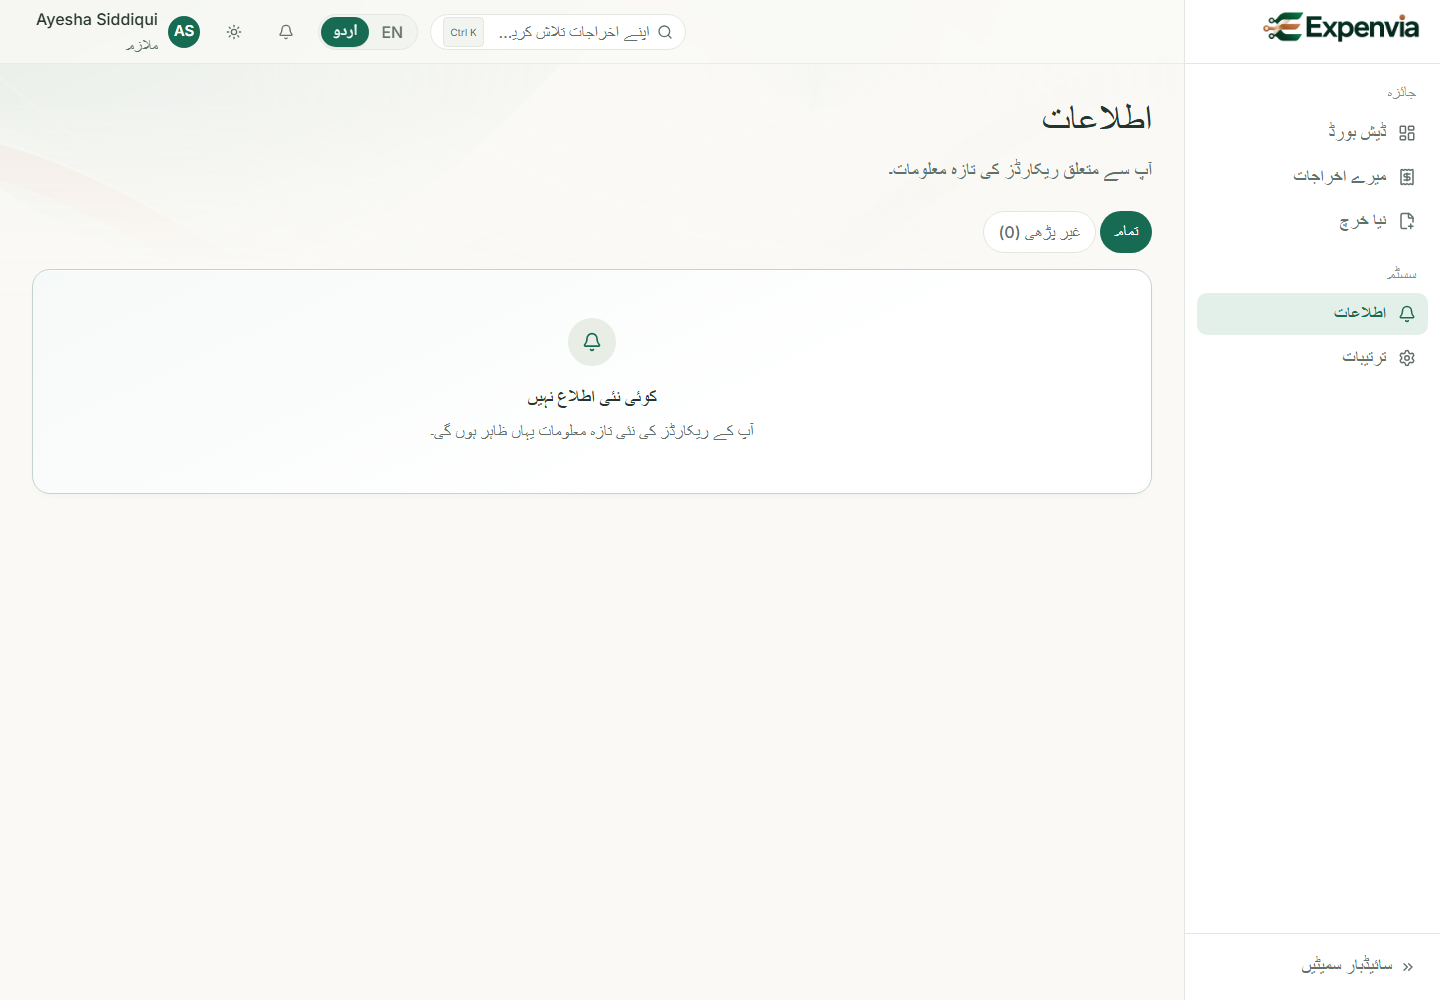 Expenvia
اپنے اخراجات تلاش کریـ...
Ctrl K
EN
اردو
AS
Ayesha Siddiqui
ملازم
جائزہ
ڈیش بورڈ
میرے اخراجات
نیا خرچ
سسٹم
اطلاعات
ترتیبات
سائیڈبار سمیٹیں
اطلاعات
آپ سے متعلق ریکارڈز کی تازہ معلومات۔
تمام
غیر پڑھی (0)
کوئی نئی اطلاع نہیں
آپ کے ریکارڈز کی نئی تازہ معلومات یہاں ظاہر ہوں گی۔